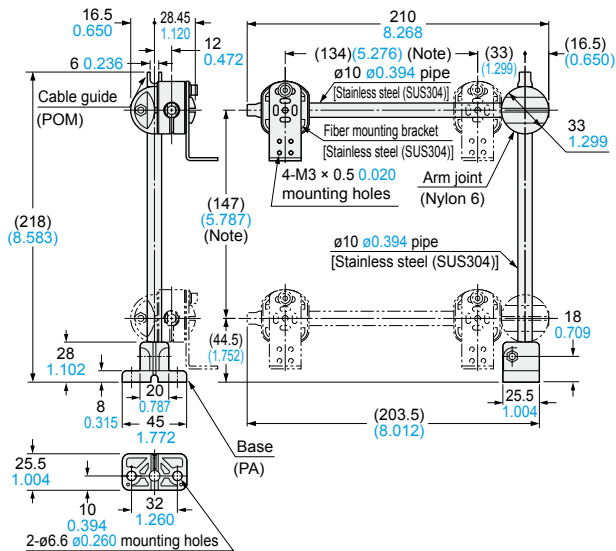 16.5
0.650
28.45
1.120
12
0.472
6 0.236
Cable guide
(POM)
(218)
(8.583)
28
1.102
8
0.315
20
0.787
45
1.772
Base
(PA)
25.5
1.004
10
0.394
32
1.260
2-ø6.6 ø0.260 mounting holes
210
8.268
(134)(5.276) (Note)
(33)
(1.299)
(16.5)
(0.650)
ø10 ø0.394 pipe
[Stainless steel (SUS304)]
Fiber mounting bracket
[Stainless steel (SUS304)]
4-M3 × 0.5 0.020
mounting holes
33
1.299
Arm joint
(Nylon 6)
(147)
(5.787)
(Note)
ø10 ø0.394 pipe
[Stainless steel (SUS304)]
(44.5)
(1.752)
18
0.709
25.5
1.004
(203.5)
(8.012)